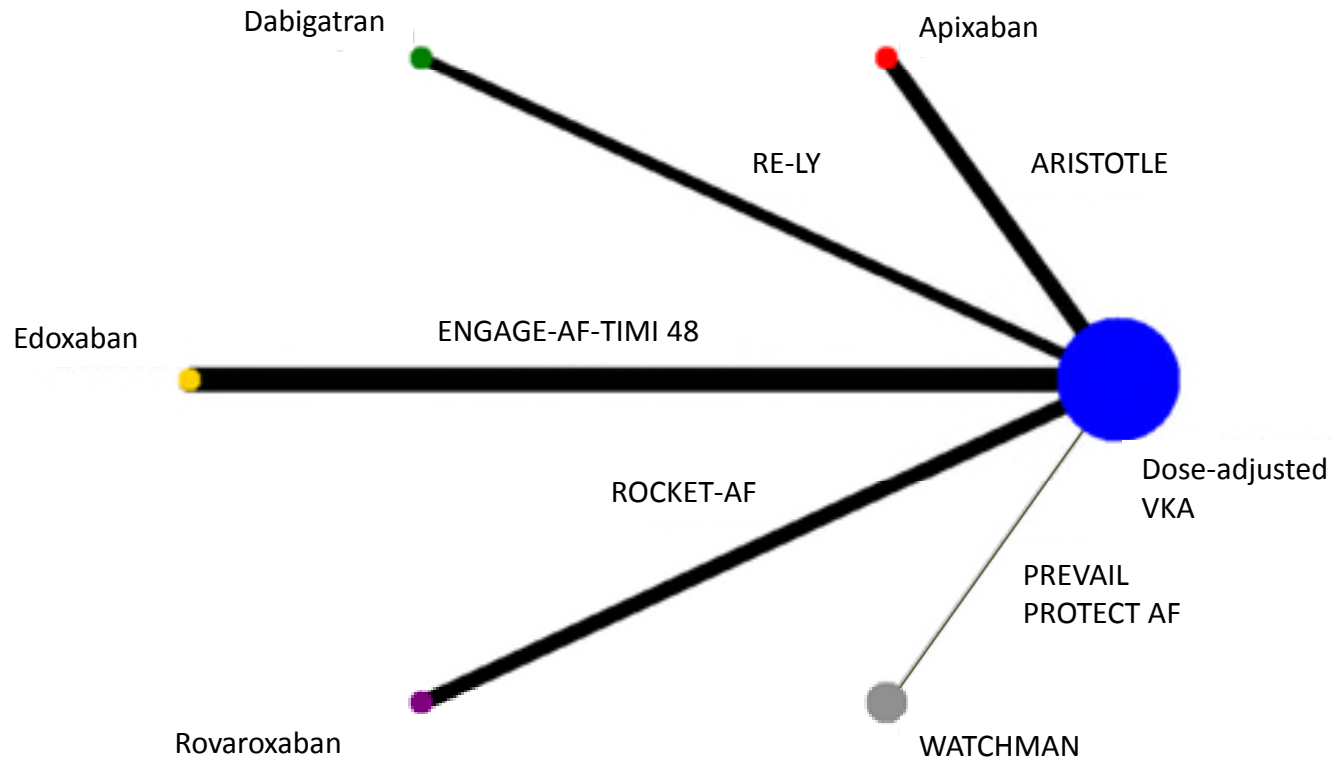 Dabigatran
Apixaban
RE-LY
ARISTOTLE
Edoxaban
ENGAGE-AF-TIMI 48
Dose-adjusted
VKA
ROCKET-AF
PREVAIL
PROTECT AF
Rovaroxaban
WATCHMAN